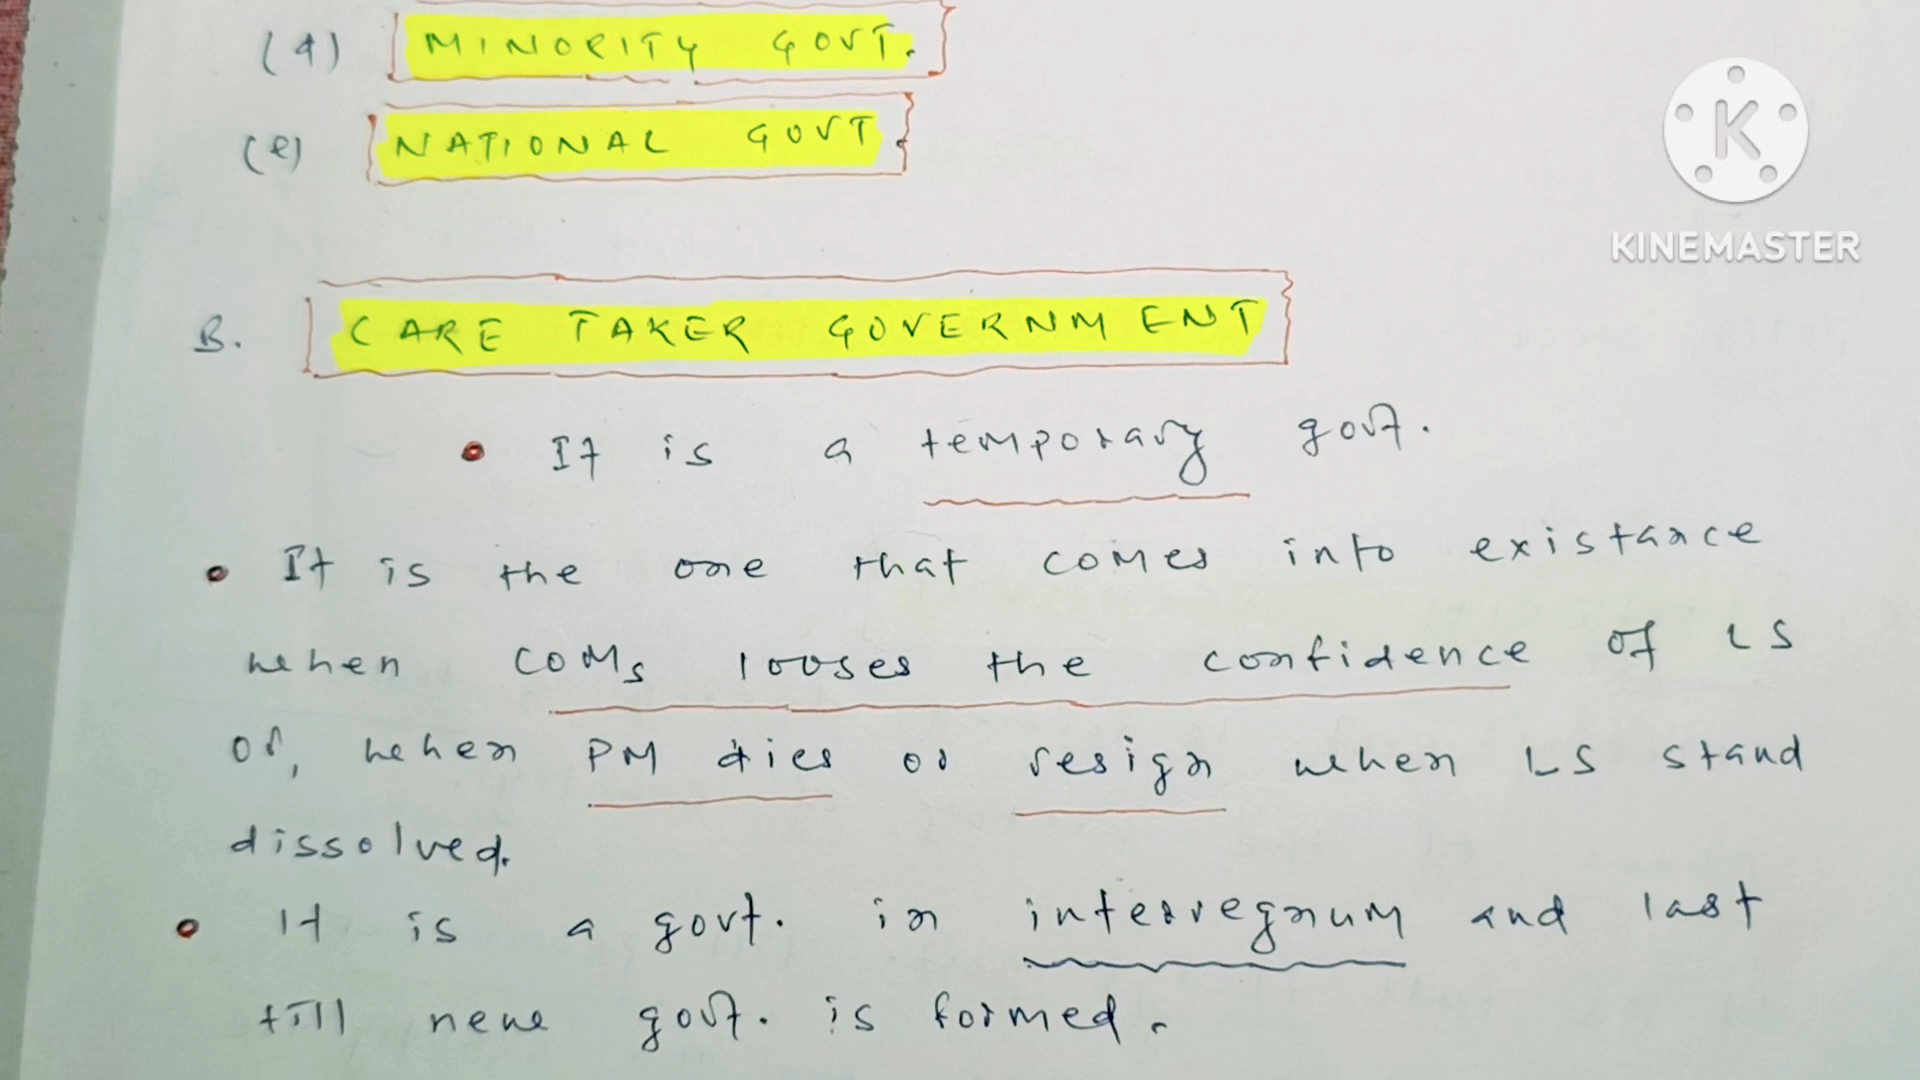 (d) MINORITY GOVT.
(e) NATIONAL GOVT.
KINEMASTER
B. CARE TAKER GOVERNMENT
• It is a temporary govt.
• It is the one that comes into existance
when COMs looses the confidence of LS
or, when PM dies or resign when LS stand
dissolved.
• It is a govt. in interregnum and last
till new govt. is formed.